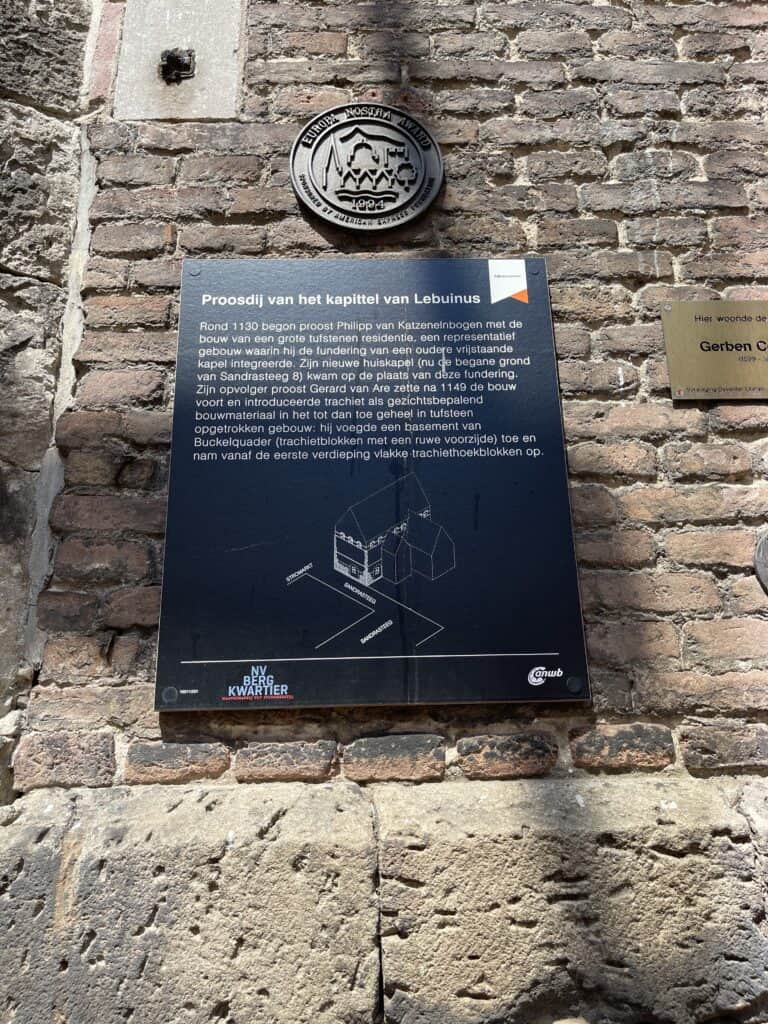 EUROPA NOSTRA AWARD
1994
SPONSORED BY AMERICAN EXPRESS
Proosdij van het kapittel van Lebuinus
Rond 1130 begon proost Philipp van Katzenelnbogen met de
bouw van een grote tufstenen residentie, een representatief
gebouw waarin hij de fundering van een oudere vrijstaande
kapel integreerde. Zijn nieuwe huiskapel (nu de begane grond
van Sandrasteeg 8) kwam op de plaats van deze fundering.
Zijn opvolger proost Gerard van Are zette na 1149 de bouw
voort en introduceerde trachiet als gezichtsbepalend
bouwmateriaal in het tot dan toe geheel in tufsteen
opgetrokken gebouw: hij voegde een basement van
Buckelquader (trachietblokken met een ruwe voorzijde) toe en
nam vanaf de eerste verdieping vlakke trachiethoekblokken op.
STROMARKT
SANDRASTEEG
SANDRASTEEG
NV
BERG
KWARTIER
anwb
Hier woonde de
Gerben Co